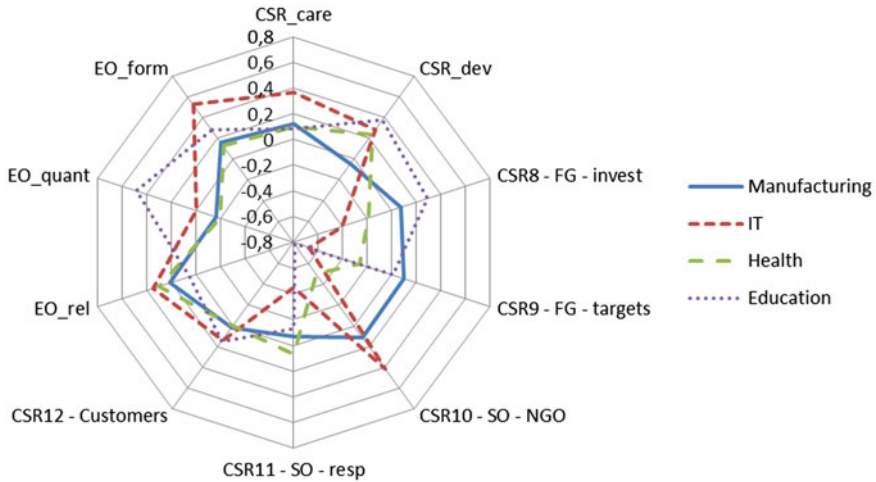 CSR_care
0,8
0,6
0,4
0,2
0
-0,2
-0,4
-0,6
-0,8
CSR_dev
CSR8 - FG - invest
CSR9 - FG - targets
CSR10 - SO - NGO
CSR11 - SO - resp
CSR12 - Customers
EO_rel
EO_quant
EO_form
Manufacturing
IT
Health
Education